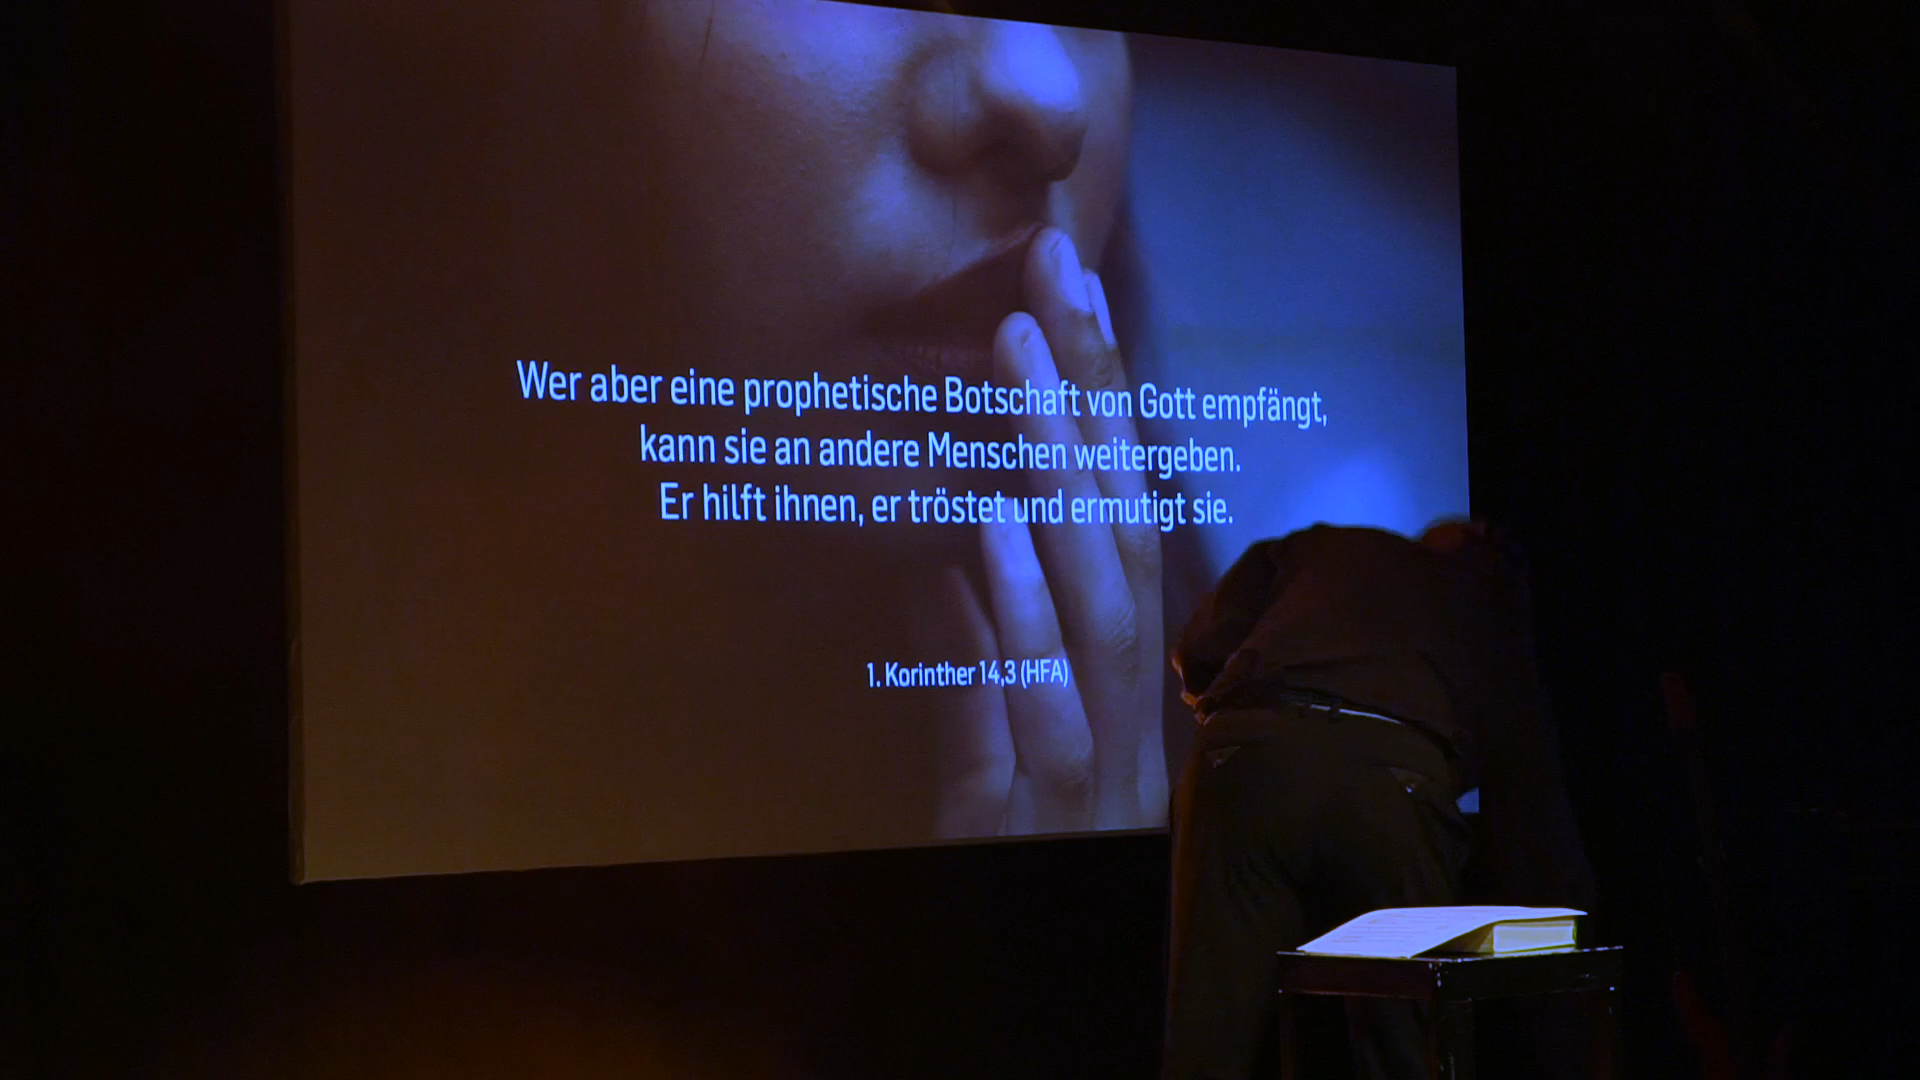 Wer aber eine prophetische Botschaft von Gott empfängt,
kann sie an andere Menschen weitergeben.
Er hilft ihnen, er tröstet und ermutigt sie.
1. Korinther 14,3 (HFA)